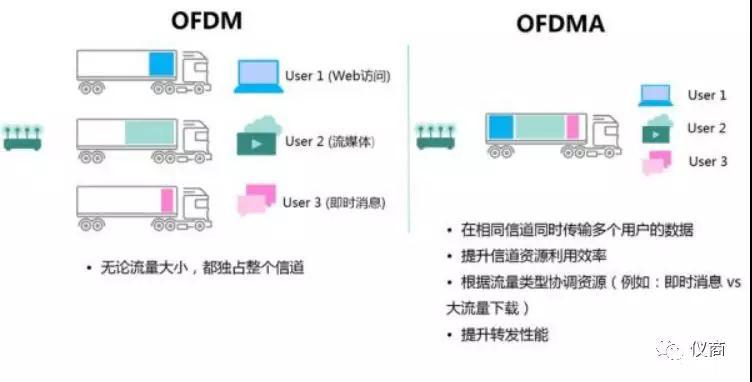 OFDM
User 1 (Web访问)
User 2 (流媒体)
User 3 (即时消息)
• 无论流量大小，都独占整个信道
OFDMA
User 1
User 2
User 3
• 在相同信道同时传输多个用户的数据
• 提升信道资源利用效率
• 根据流量类型协调资源（例如：即时消息 vs
大流量下载）
• 提升转发性能
仪商